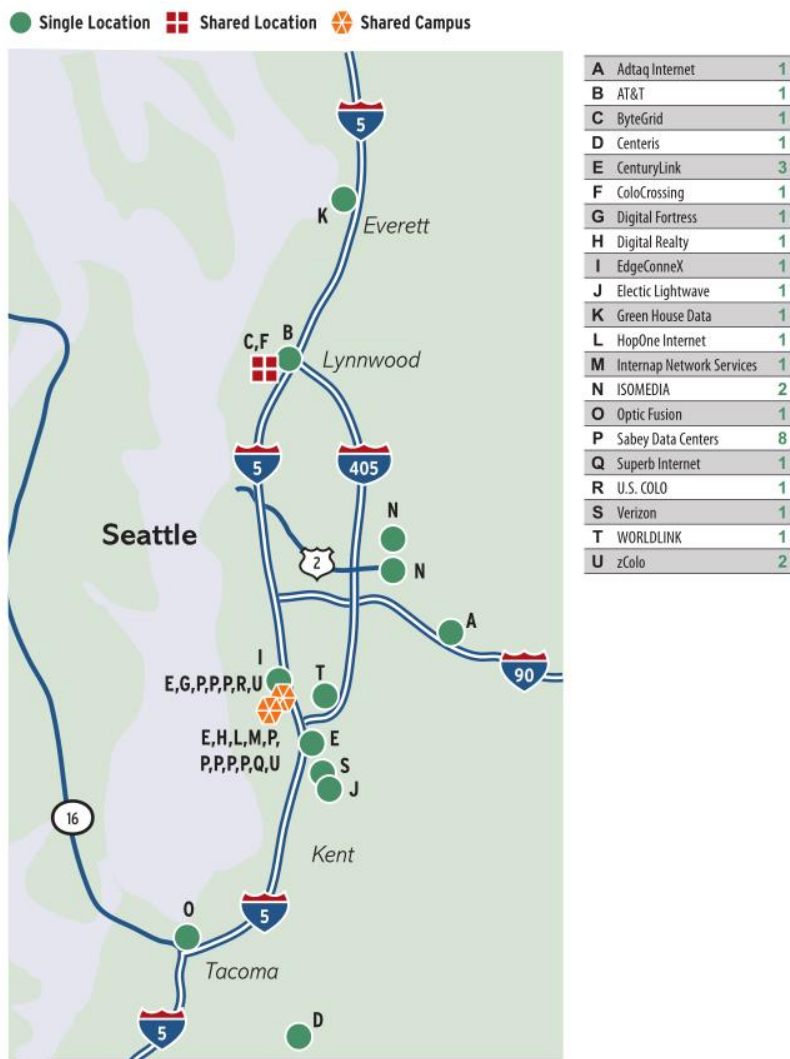 Single Location Shared Location Shared Campus
5
K
Everett
C,F
B
Lynnwood
5
405
Seattle
N
2
N
A
I
E,G,P,P,P,R,U
T
90
E,H,L,M,P,
P,P,P,P,Q,U
E
S
J
16
Kent
5
O
Tacoma
5
D
A Adtaq Internet 1
B AT&T 1
C ByteGrid 1
D Centeris 1
E CenturyLink 3
F ColoCrossing 1
G Digital Fortress 1
H Digital Realty 1
I EdgeConneX 1
J Electic Lightwave 1
K Green House Data 1
L HopOne Internet 1
M Internap Network Services 1
N ISOMEDIA 2
O Optic Fusion 1
P Sabey Data Centers 8
Q Superb Internet 1
R U.S. COLO 1
S Verizon 1
T WORLDLINK 1
U zColo 2